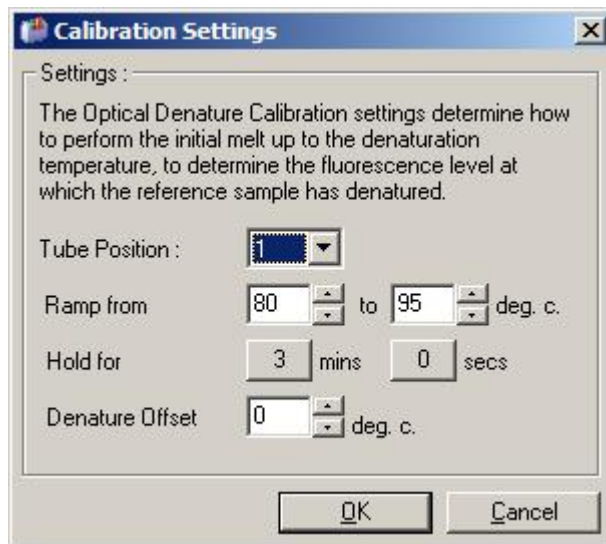 Calibration Settings
Settings :
The Optical Denature Calibration settings determine how
to perform the initial melt up to the denaturation
temperature, to determine the fluorescence level at
which the reference sample has denatured.
Tube Position : 1
Ramp from 80 to 95 deg. c.
Hold for 3 mins 0 secs
Denature Offset 0 deg. c.
OK Cancel